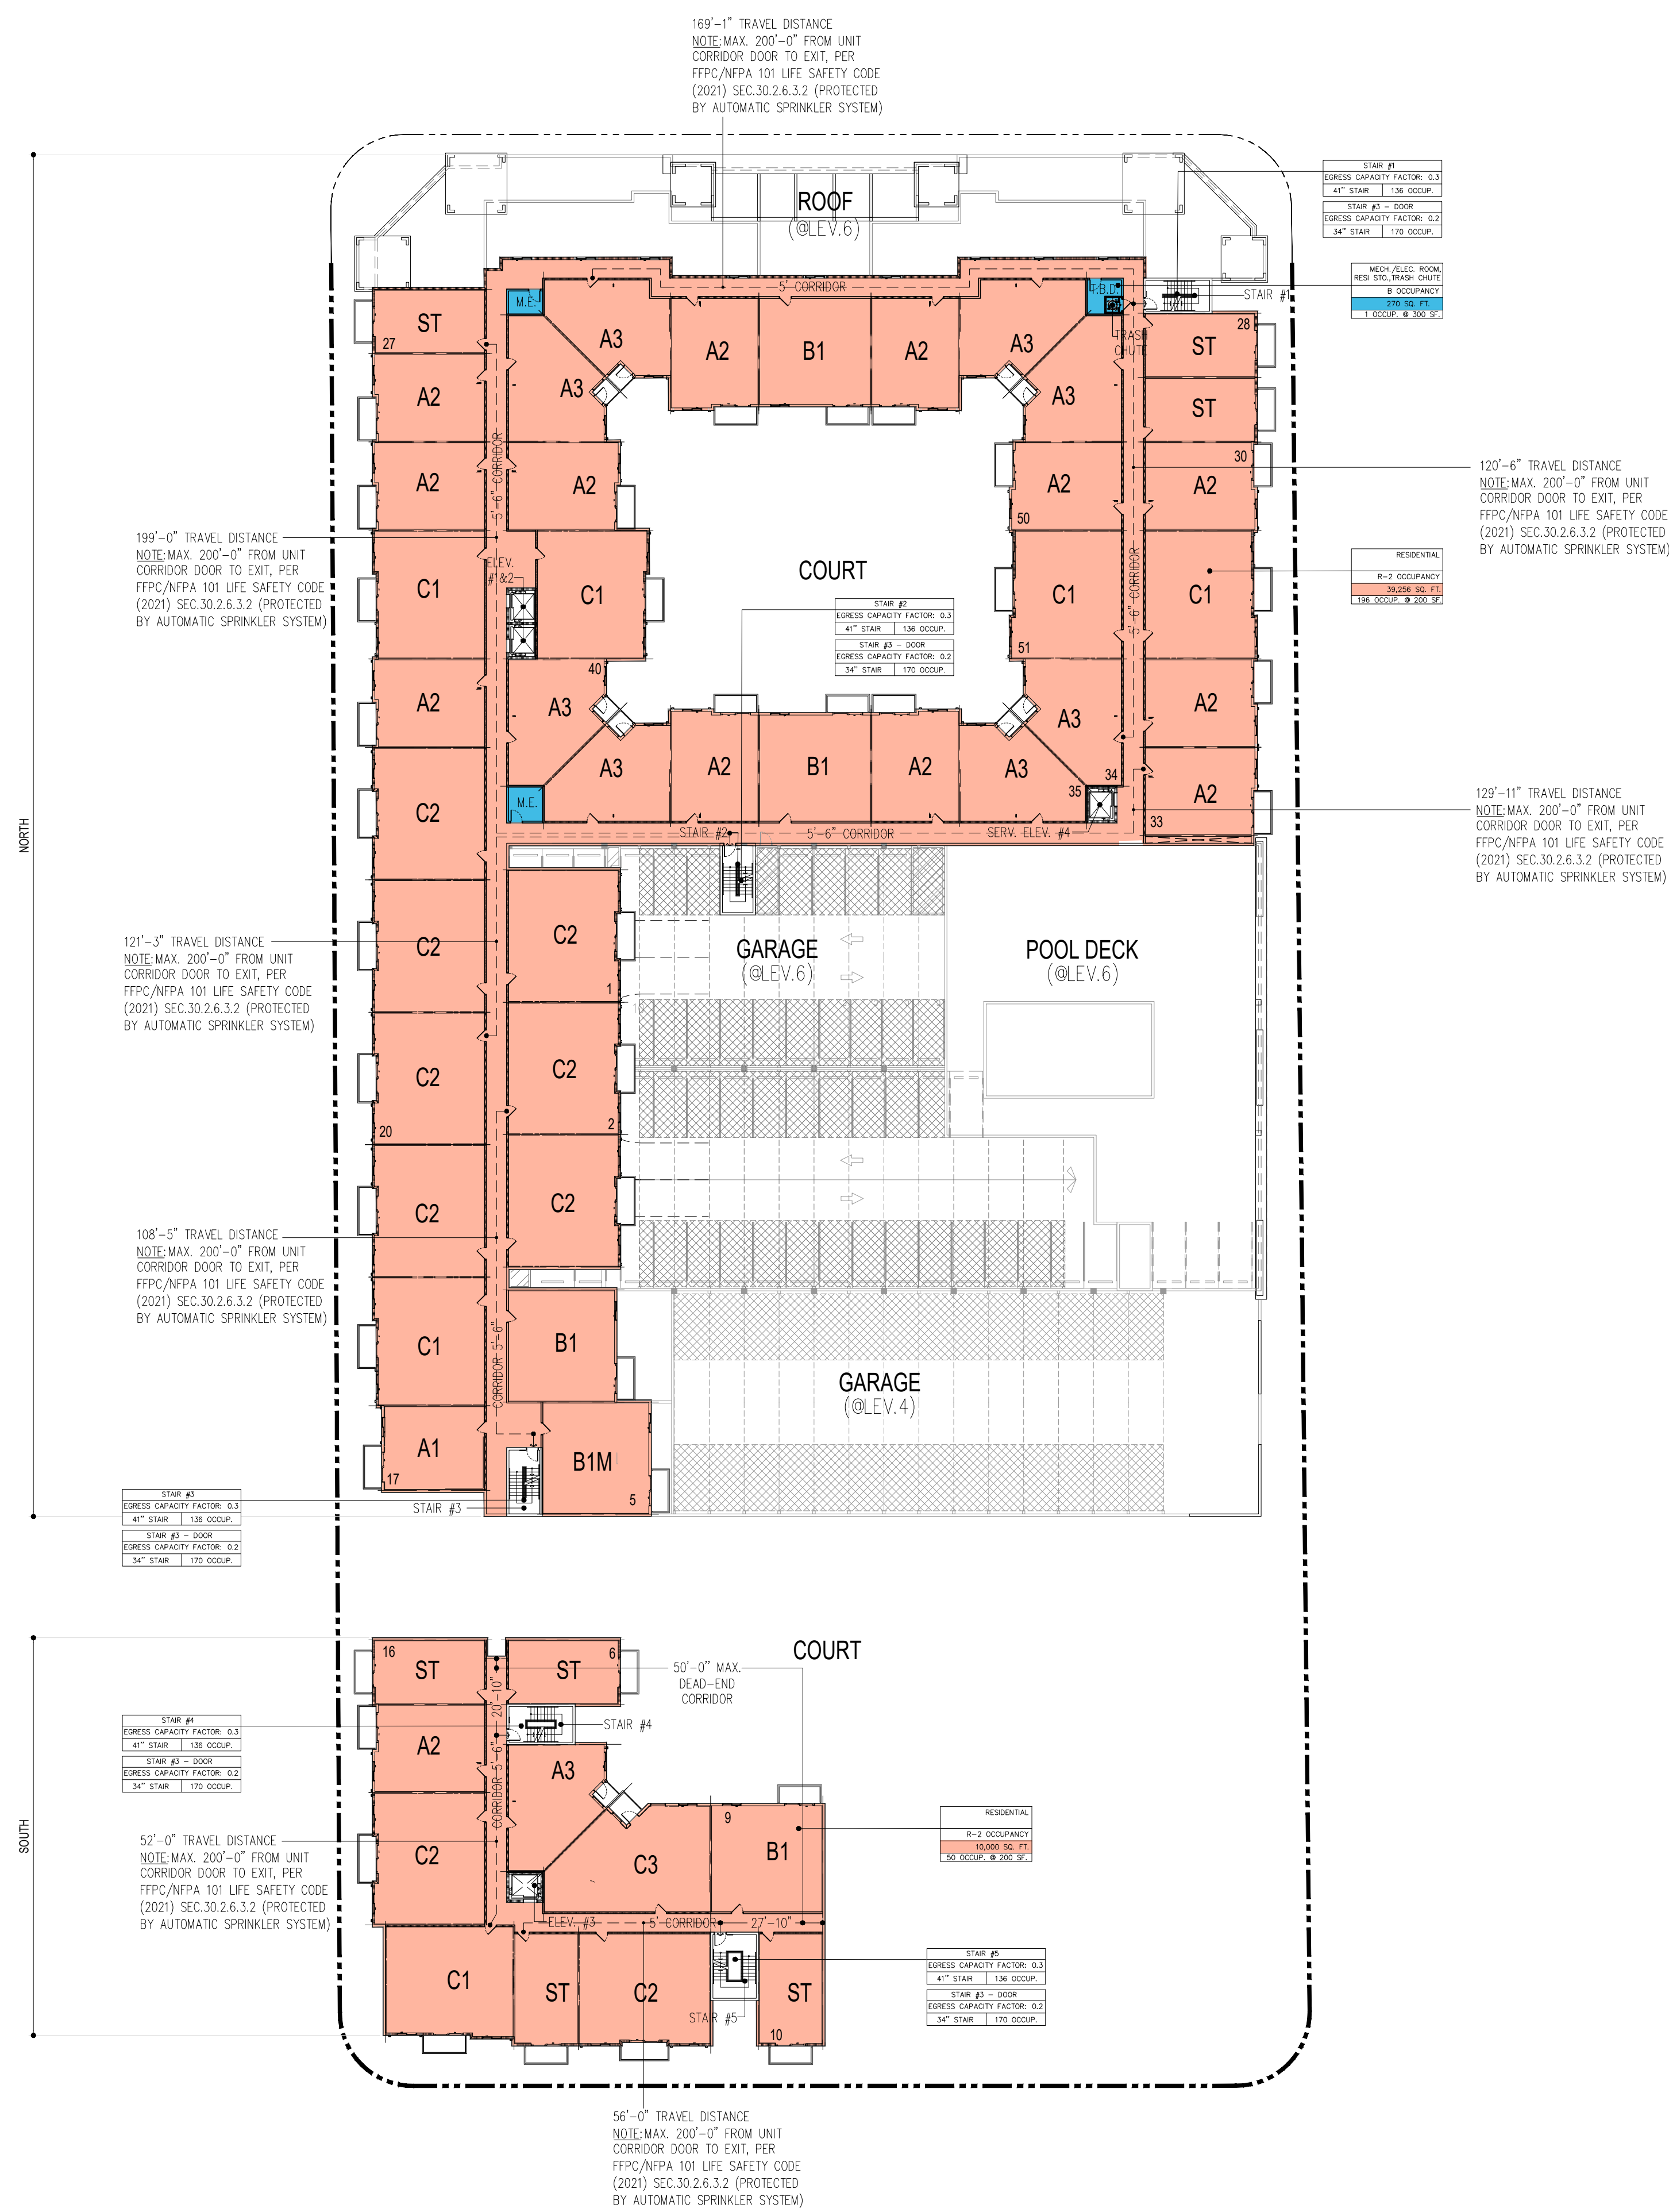 169'-1" TRAVEL DISTANCE
NOTE: MAX. 200'-0" FROM UNIT
CORRIDOR DOOR TO EXIT, PER
FFPC/NFPA 101 LIFE SAFETY CODE
(2021) SEC.30.2.6.3.2 (PROTECTED
BY AUTOMATIC SPRINKLER SYSTEM)
STAIR #1
EGRESS CAPACITY FACTOR: 0.3
41" STAIR 136 OCCUP.
STAIR #3 - DOOR
EGRESS CAPACITY FACTOR: 0.2
34" STAIR 170 OCCUP.
ROOF
(@LEV.6)
MECH./ELEC. ROOM,
RESI STO.,TRASH CHUTE
B OCCUPANCY
270 SQ. FT.
1 OCCUP. @ 300 SF.
5' CORRIDOR
M.E.
T.B.D.
STAIR #1
TRASH
CHUTE
ST
27
A3
A2
B1
A2
A3
28
ST
A2
A3
A3
ST
5'-6" CORRIDOR
A2
A2
A2
50
30
A2
120'-6" TRAVEL DISTANCE
NOTE: MAX. 200'-0" FROM UNIT
CORRIDOR DOOR TO EXIT, PER
FFPC/NFPA 101 LIFE SAFETY CODE
(2021) SEC.30.2.6.3.2 (PROTECTED
BY AUTOMATIC SPRINKLER SYSTEM)
199'-0" TRAVEL DISTANCE
NOTE: MAX. 200'-0" FROM UNIT
CORRIDOR DOOR TO EXIT, PER
FFPC/NFPA 101 LIFE SAFETY CODE
(2021) SEC.30.2.6.3.2 (PROTECTED
BY AUTOMATIC SPRINKLER SYSTEM)
ELEV.
#1&2
COURT
5'-6" CORRIDOR
RESIDENTIAL
R-2 OCCUPANCY
39,256 SQ. FT.
196 OCCUP. @ 200 SF.
C1
C1
C1
51
C1
STAIR #2
EGRESS CAPACITY FACTOR: 0.3
41" STAIR 136 OCCUP.
STAIR #3 - DOOR
EGRESS CAPACITY FACTOR: 0.2
34" STAIR 170 OCCUP.
40
A2
A3
A3
A2
A3
A2
B1
A2
A3
34
35
A2
33
C2
M.E.
STAIR #2
5'-6" CORRIDOR
SERV. ELEV. #4
129'-11" TRAVEL DISTANCE
NOTE: MAX. 200'-0" FROM UNIT
CORRIDOR DOOR TO EXIT, PER
FFPC/NFPA 101 LIFE SAFETY CODE
(2021) SEC.30.2.6.3.2 (PROTECTED
BY AUTOMATIC SPRINKLER SYSTEM)
NORTH
121'-3" TRAVEL DISTANCE
NOTE: MAX. 200'-0" FROM UNIT
CORRIDOR DOOR TO EXIT, PER
FFPC/NFPA 101 LIFE SAFETY CODE
(2021) SEC.30.2.6.3.2 (PROTECTED
BY AUTOMATIC SPRINKLER SYSTEM)
C2
C2
1
GARAGE
(@LEV.6)
POOL DECK
(@LEV.6)
C2
20
C2
2
C2
C2
108'-5" TRAVEL DISTANCE
NOTE: MAX. 200'-0" FROM UNIT
CORRIDOR DOOR TO EXIT, PER
FFPC/NFPA 101 LIFE SAFETY CODE
(2021) SEC.30.2.6.3.2 (PROTECTED
BY AUTOMATIC SPRINKLER SYSTEM)
C1
CORRIDOR 5'-6"
B1
GARAGE
(@LEV.4)
A1
17
B1M
5
STAIR #3
STAIR #3
EGRESS CAPACITY FACTOR: 0.3
41" STAIR 136 OCCUP.
STAIR #3 - DOOR
EGRESS CAPACITY FACTOR: 0.2
34" STAIR 170 OCCUP.
16
ST
ST
6
COURT
50'-0" MAX.
DEAD-END
CORRIDOR
20'-10"
CORRIDOR 5'-6"
STAIR #4
STAIR #4
EGRESS CAPACITY FACTOR: 0.3
41" STAIR 136 OCCUP.
STAIR #3 - DOOR
EGRESS CAPACITY FACTOR: 0.2
34" STAIR 170 OCCUP.
A2
A3
SOUTH
52'-0" TRAVEL DISTANCE
NOTE: MAX. 200'-0" FROM UNIT
CORRIDOR DOOR TO EXIT, PER
FFPC/NFPA 101 LIFE SAFETY CODE
(2021) SEC.30.2.6.3.2 (PROTECTED
BY AUTOMATIC SPRINKLER SYSTEM)
C2
C3
9
B1
RESIDENTIAL
R-2 OCCUPANCY
10,000 SQ. FT.
50 OCCUP. @ 200 SF.
ELEV. #3
5' CORRIDOR
27'-10"
C1
ST
C2
STAIR #5
ST
10
STAIR #5
EGRESS CAPACITY FACTOR: 0.3
41" STAIR 136 OCCUP.
STAIR #3 - DOOR
EGRESS CAPACITY FACTOR: 0.2
34" STAIR 170 OCCUP.
56'-0" TRAVEL DISTANCE
NOTE: MAX. 200'-0" FROM UNIT
CORRIDOR DOOR TO EXIT, PER
FFPC/NFPA 101 LIFE SAFETY CODE
(2021) SEC.30.2.6.3.2 (PROTECTED
BY AUTOMATIC SPRINKLER SYSTEM)